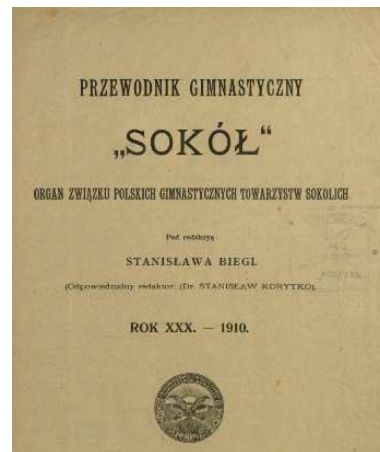 PRZEWODNIK GIMNASTYCZNY
„SOKÓŁ“
ORGAN ZWIĄZKU POLSKICH GIMNASTYCZNYCH TOWARZYSTW SOKOLICH
Pod redakcyą
STANISŁAWA BIEGI.
(Odpowiedzialny redaktor: (Dr. STANISŁAW KORYTKO).
ROK XXX. — 1910.